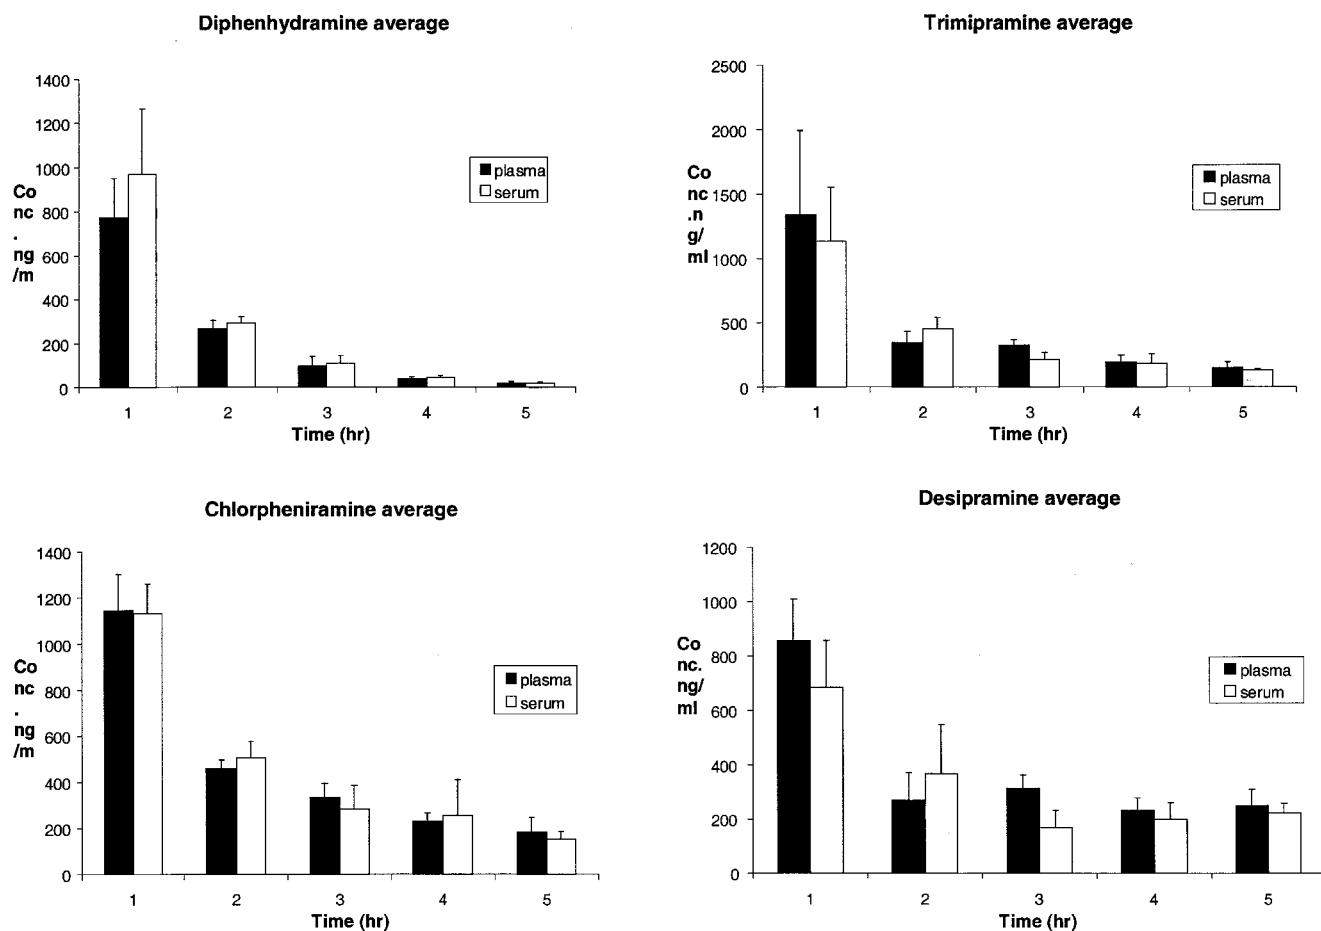 Diphenhydramine average
1400
1200
1000
800
600
400
200
0
Co
nc
.
ng
/m
plasma
serum
1 2 3 4 5
Time (hr)
Trimipramine average
2500
2000
1500
1000
500
0
Co
nc
.n
g/
ml
plasma
serum
1 2 3 4 5
Time (hr)
Chlorpheniramine average
1400
1200
1000
800
600
400
200
0
Co
nc
.
ng
/m
plasma
serum
1 2 3 4 5
Time (hr)
Desipramine average
1200
1000
800
600
400
200
0
Co
nc.
ng/
ml
plasma
serum
1 2 3 4 5
Time (hr)